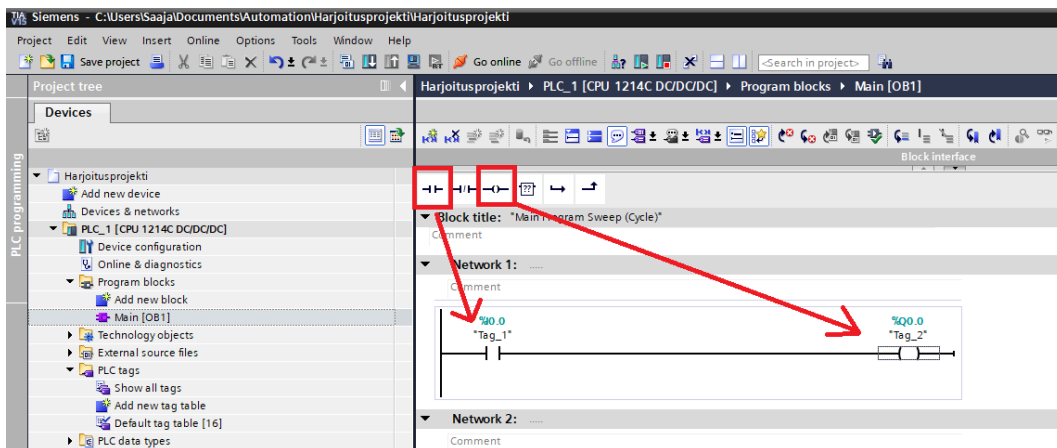 Siemens - C:\Users\Saaja\Documents\Automation\Harjoitusprojekti\Harjoitusprojekti
Project Edit View Insert Online Options Tools Window Help
Save project Go online Go offline <Search in project>
Project tree
Harjoitusprojekti ▸ PLC_1 [CPU 1214C DC/DC/DC] ▸ Program blocks ▸ Main [OB1]
Devices
Block interface
PLC programming
Harjoitusprojekti
Add new device
Devices & networks
PLC_1 [CPU 1214C DC/DC/DC]
Device configuration
Online & diagnostics
Program blocks
Add new block
Main [OB1]
Technology objects
External source files
PLC tags
Show all tags
Add new tag table
Default tag table [16]
PLC data types
??
Block title: "Main Program Sweep (Cycle)"
Comment
Network 1: .....
Comment
%I0.0
"Tag_1"
%Q0.0
"Tag_2"
Network 2: .....
Comment